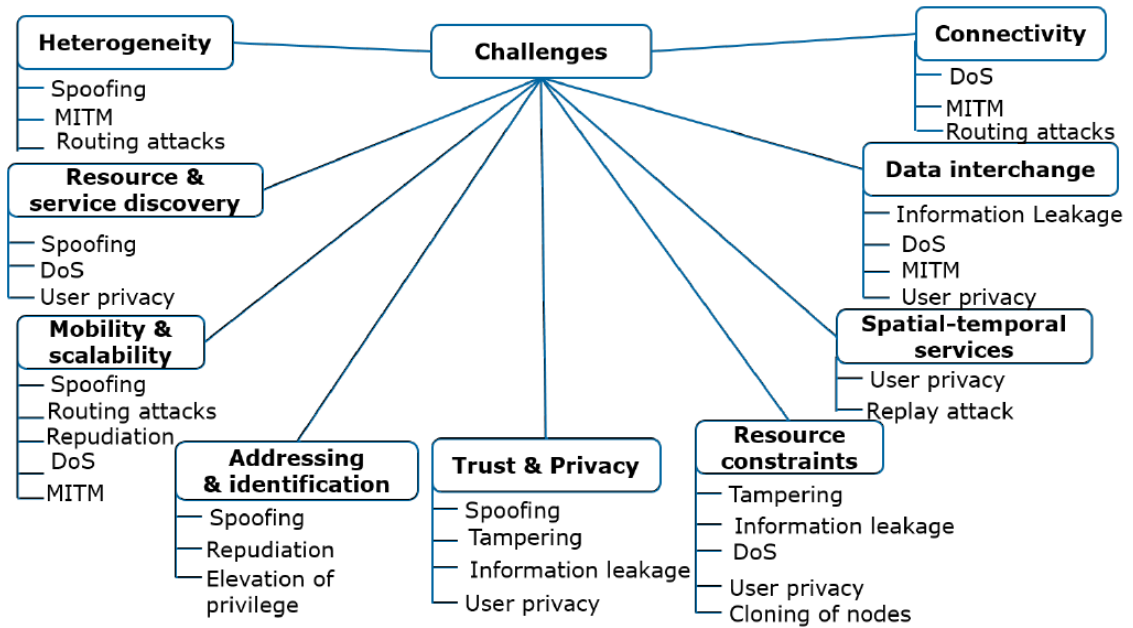 Challenges
Heterogeneity
Spoofing
MITM
Routing attacks
Resource &
service discovery
Spoofing
DoS
User privacy
Mobility &
scalability
Spoofing
Routing attacks
Repudiation
DoS
MITM
Addressing
& identification
Spoofing
Repudiation
Elevation of
privilege
Trust & Privacy
Spoofing
Tampering
Information leakage
User privacy
Resource
constraints
Tampering
Information leakage
DoS
User privacy
Cloning of nodes
Spatial-temporal
services
User privacy
Replay attack
Data interchange
Information Leakage
DoS
MITM
User privacy
Connectivity
DoS
MITM
Routing attacks